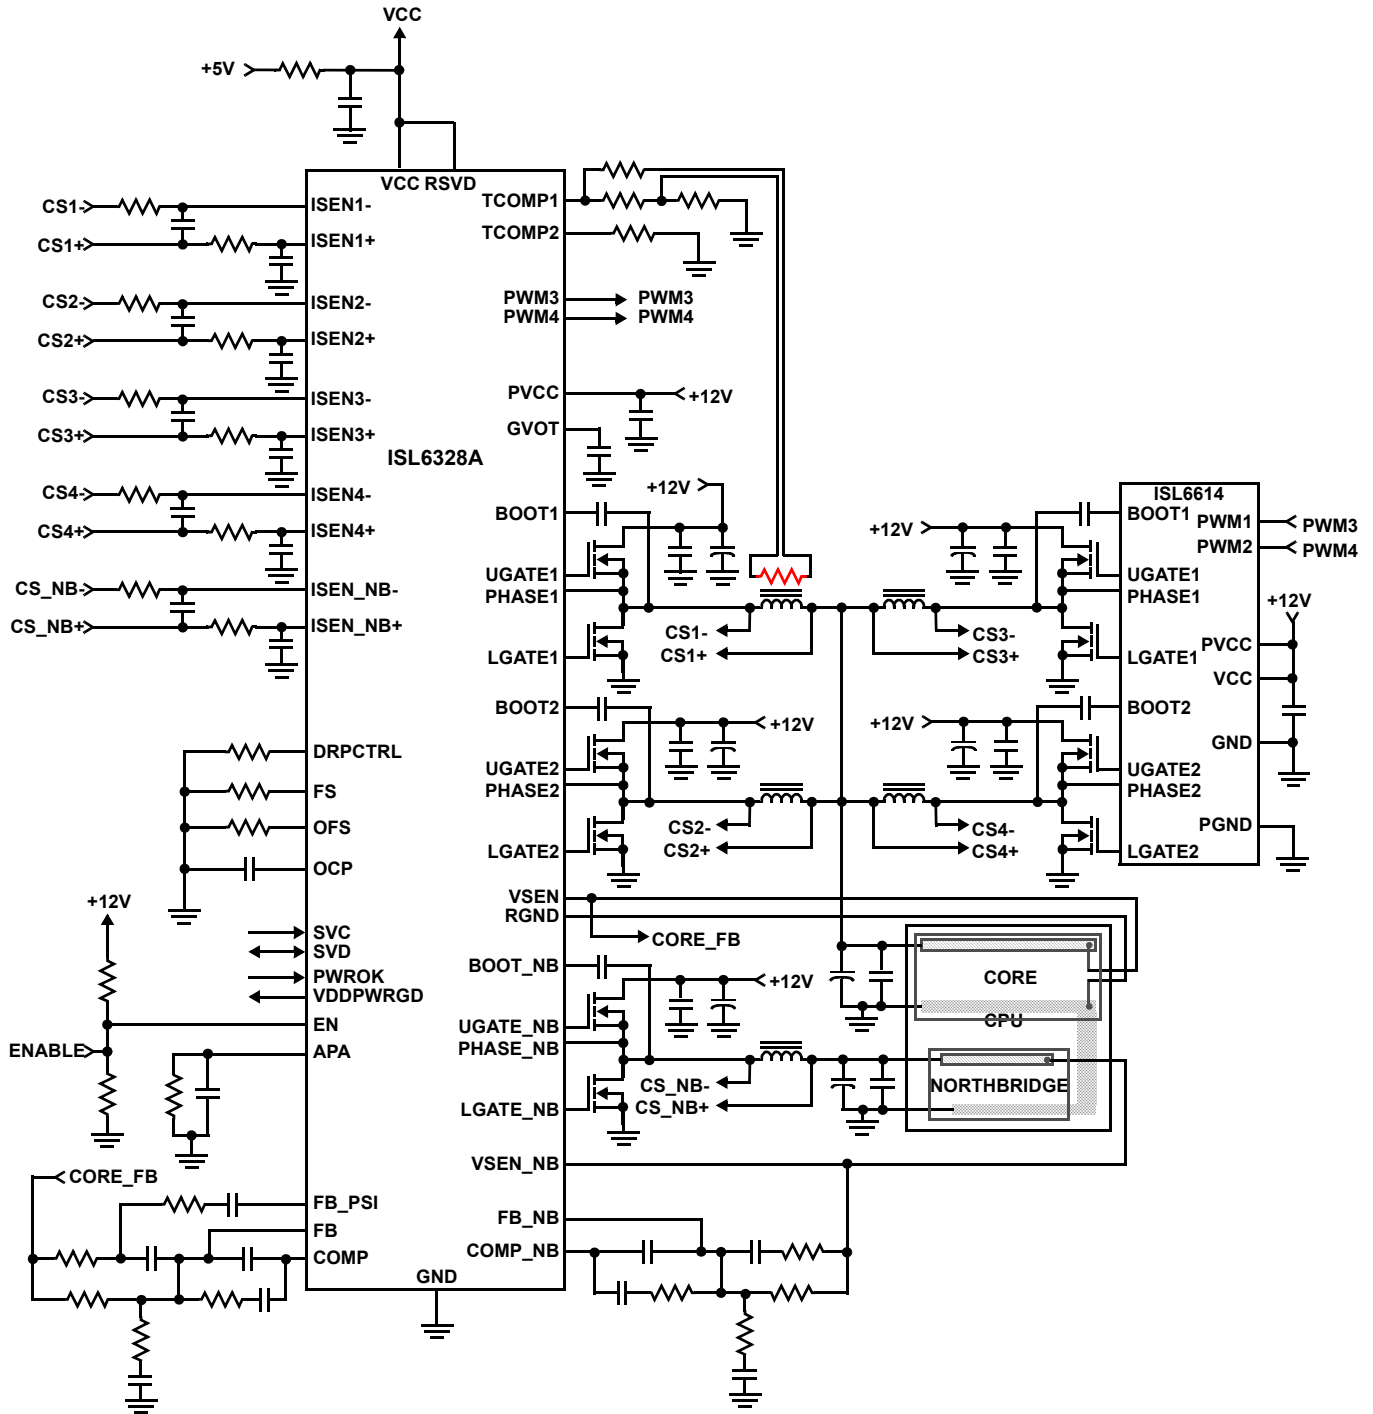 VCC
+5V
VCC RSVD
CS1-
CS1+
CS2-
CS2+
CS3-
CS3+
CS4-
CS4+
CS_NB-
CS_NB+
ISEN1-
ISEN1+
ISEN2-
ISEN2+
ISEN3-
ISEN3+
ISEN4-
ISEN4+
ISEN_NB-
ISEN_NB+
DRPCTRL
FS
OFS
OCP
+12V
SVC
SVD
PWROK
VDDPWRGD
EN
ENABLE
APA
CORE_FB
FB_PSI
FB
COMP
GND
ISL6328A
TCOMP1
TCOMP2
PWM3 PWM3
PWM4 PWM4
PVCC
+12V
GVOT
+12V
BOOT1
UGATE1
PHASE1
CS1-
CS1+
LGATE1
BOOT2
+12V
UGATE2
PHASE2
CS2-
CS2+
LGATE2
VSEN
RGND
CORE_FB
BOOT_NB
+12V
UGATE_NB
PHASE_NB
CS_NB-
CS_NB+
LGATE_NB
VSEN_NB
FB_NB
COMP_NB
+12V
CS3-
CS3+
+12V
CS4-
CS4+
ISL6614
BOOT1
PWM1
PWM3
PWM2
PWM4
UGATE1
PHASE1
+12V
PVCC
LGATE1
VCC
BOOT2
GND
UGATE2
PHASE2
PGND
LGATE2
CORE
CPU
NORTHBRIDGE